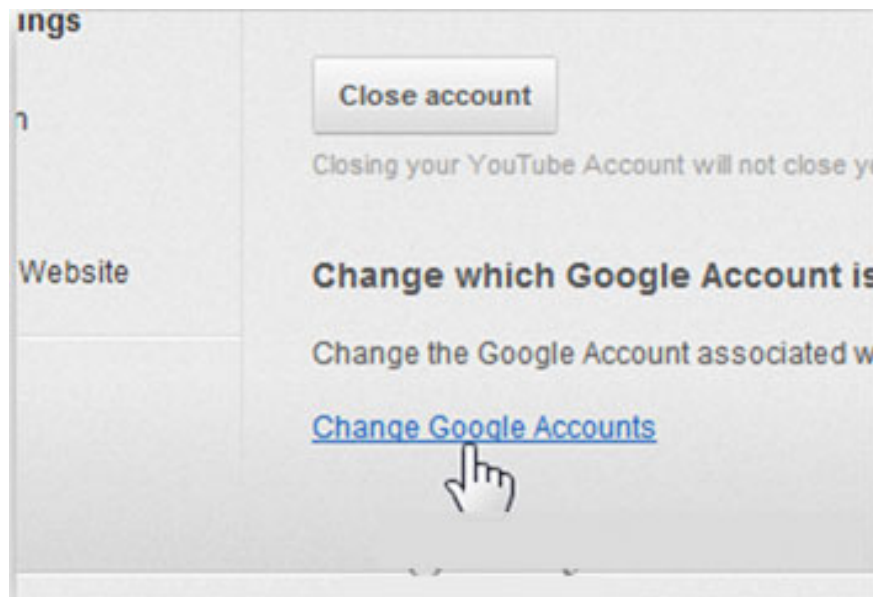 ings
Close account
Closing your YouTube Account will not close
Website
Change which Google Account is
Change the Google Account associated
Change Google Accounts